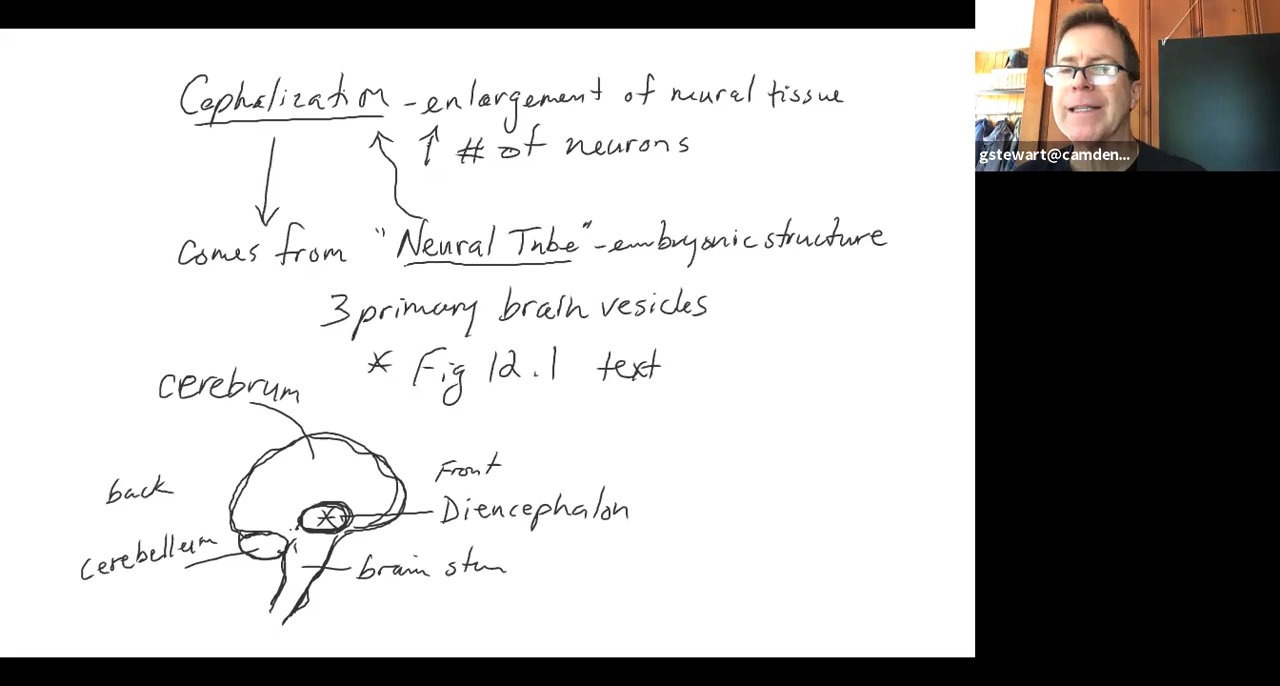 Cephalization - enlargement of neural tissue
↑ # of neurons
gstewart@camden...
comes from "Neural Tube" - embryonic structure
3 primary brain vesicles
* Fig 12.1 text
cerebrum
Front
back
Diencephalon
cerebellum
brain stem